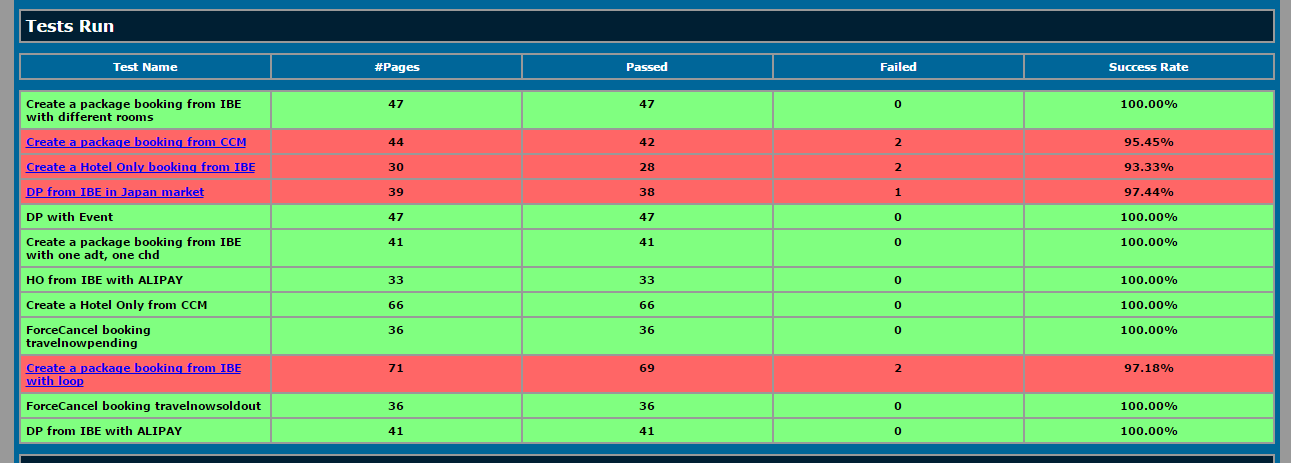 Tests Run
Test Name #Pages Passed Failed Success Rate
Create a package booking from IBE 47 47 0 100.00%
with different rooms
Create a package booking from CCM 44 42 2 95.45%
Create a Hotel Only booking from IBE 30 28 2 93.33%
DP from IBE in Japan market 39 38 1 97.44%
DP with Event 47 47 0 100.00%
Create a package booking from IBE 41 41 0 100.00%
with one adt, one chd
HO from IBE with ALIPAY 33 33 0 100.00%
Create a Hotel Only from CCM 66 66 0 100.00%
ForceCancel booking 36 36 0 100.00%
travelnowpending
Create a package booking from IBE 71 69 2 97.18%
with loop
ForceCancel booking travelnowsoldout 36 36 0 100.00%
DP from IBE with ALIPAY 41 41 0 100.00%